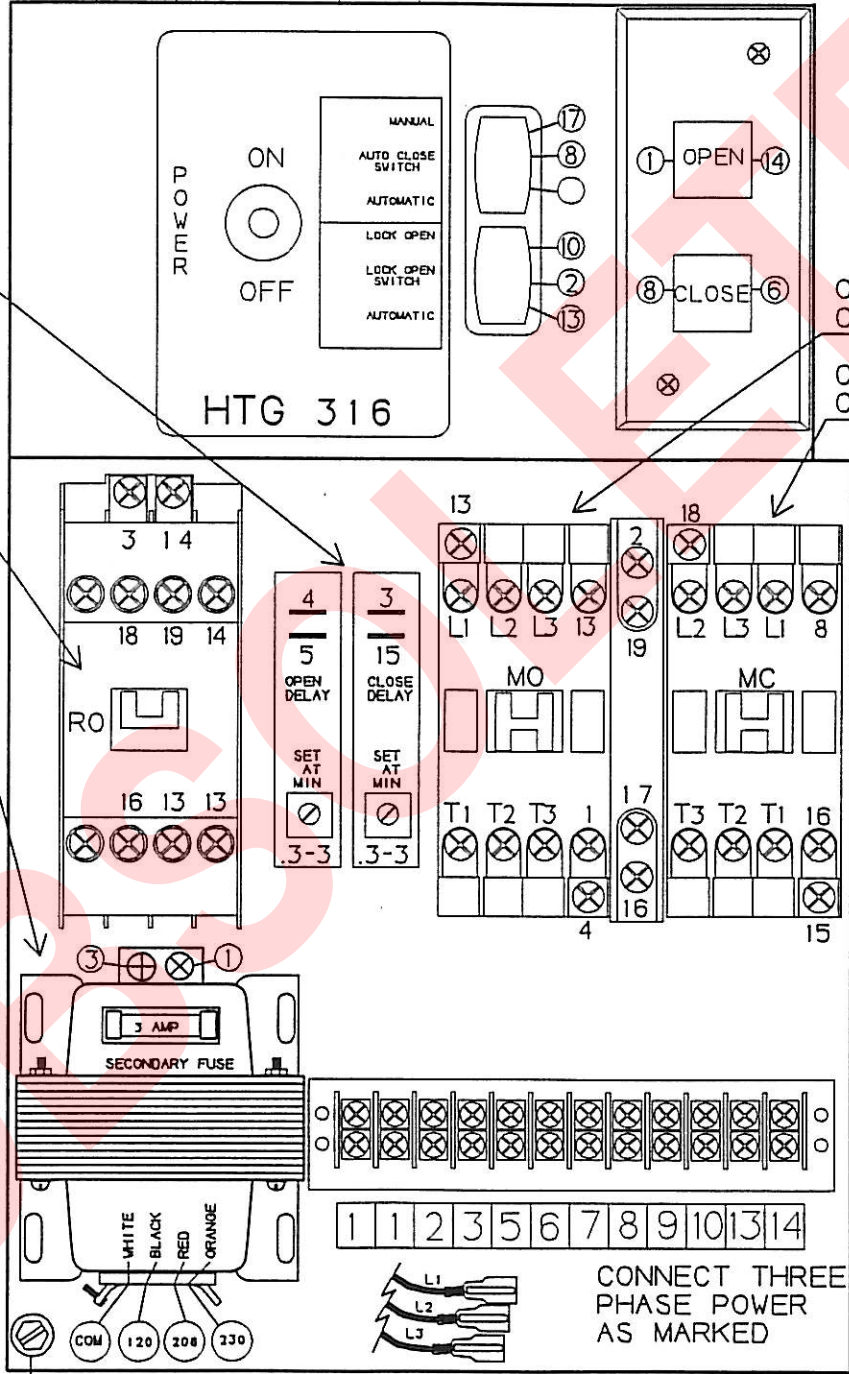 MANUAL
AUTO CLOSE
SWITCH
AUTOMATIC
LOCK OPEN
LOCK OPEN
SWITCH
AUTOMATIC
POWER
ON
OFF
HTG 316
17
8
10
2
13
1 OPEN 14
8 CLOSE 6
3 14
18 19 14
RO
16 13 13
4
5
OPEN
DELAY
SET
AT
MIN
.3-3
3
15
CLOSE
DELAY
SET
AT
MIN
.3-3
13
L1 L2 L3 13
MO
T1 T2 T3 1
4
2
19
17
16
18
L2 L3 L1 8
MC
T3 T2 T1 16
15
3 1
3 AMP
SECONDARY FUSE
WHITE
BLACK
RED
ORANGE
COM 120 208 230
1 1 2 3 5 6 7 8 9 10 13 14
L1
L2
L3
CONNECT THREE
PHASE POWER
AS MARKED